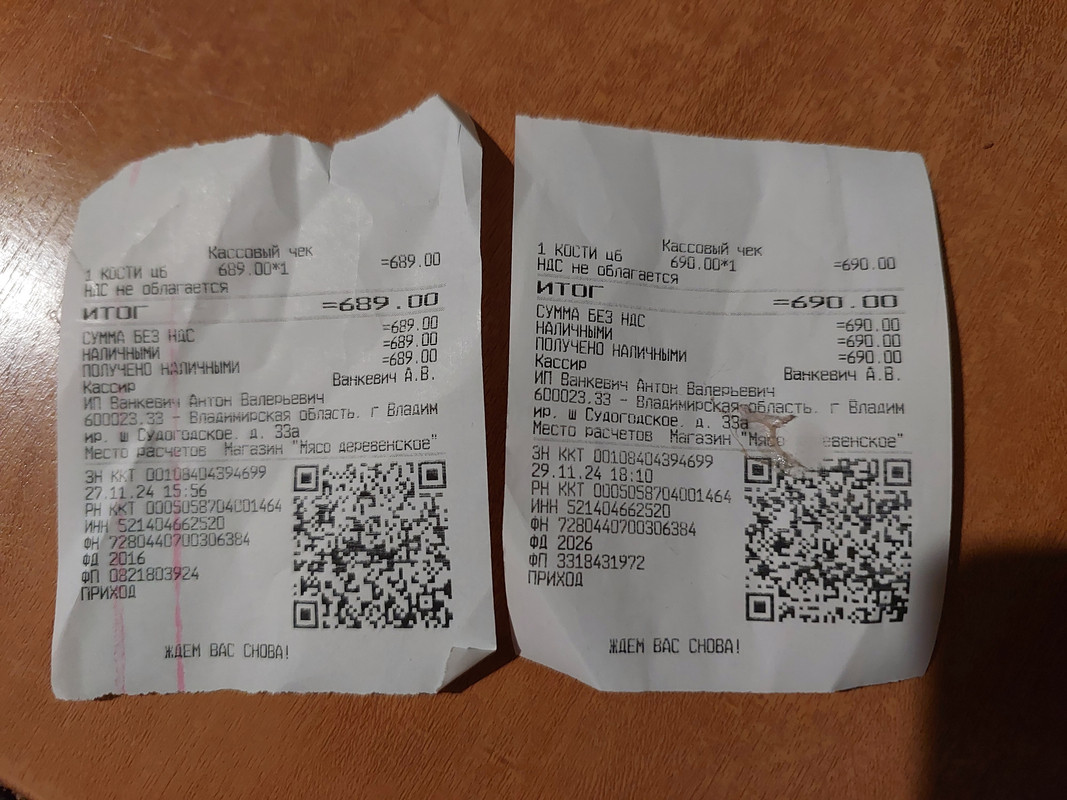 Кассовый чек
1 КОСТИ цб 689.00*1 =689.00
НДС не облагается
ИТОГ =689.00
СУММА БЕЗ НДС =689.00
НАЛИЧНЫМИ =689.00
ПОЛУЧЕНО НАЛИЧНЫМИ =689.00
Кассир Ванкевич А.В.
ИП Ванкевич Антон Валерьевич
600023.33 - Владимирская область. г Владим
ир. ш Судогодское. д. 33а
Место расчетов Магазин "Мясо деревенское"
ЗН ККТ 00108404394699
27.11.24 15:56
РН ККТ 0005058704001464
ИНН 521404662520
ФН 7280440700306384
ФД 2016
ФП 0821803924
ПРИХОД
ЖДЕМ ВАС СНОВА!
Кассовый чек
1 КОСТИ цб 690.00*1 =690.00
НДС не облагается
ИТОГ =690.00
СУММА БЕЗ НДС =690.00
НАЛИЧНЫМИ =690.00
ПОЛУЧЕНО НАЛИЧНЫМИ =690.00
Кассир Ванкевич А.В.
ИП Ванкевич Антон Валерьевич
600023.33 - Владимирская область. г Владим
ир. ш Судогодское. д. 33а
Место расчетов Магазин "Мясо евенское"
ЗН ККТ 00108404394699
29.11.24 18:10
РН ККТ 0005058704001464
ИНН 521404662520
ФН 7280440700306384
ФД 2026
ФП 3318431972
ПРИХОД
ЖДЕМ ВАС СНОВА!